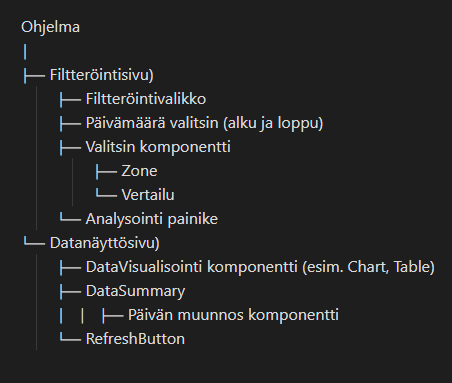 Ohjelma
│
├── Filtteröintisivu)
│   ├── Filtteröintivalikko
│   ├── Päivämäärä valitsin (alku ja loppu)
│   ├── Valitsin komponentti
│   │   ├── Zone
│   │   └── Vertailu
│   └── Analysointi painike
└── Datanäyttösivu)
    ├── DataVisualisointi komponentti (esim. Chart, Table)
    ├── DataSummary
    │   │   ├── Päivän muunnos komponentti
    └── RefreshButton